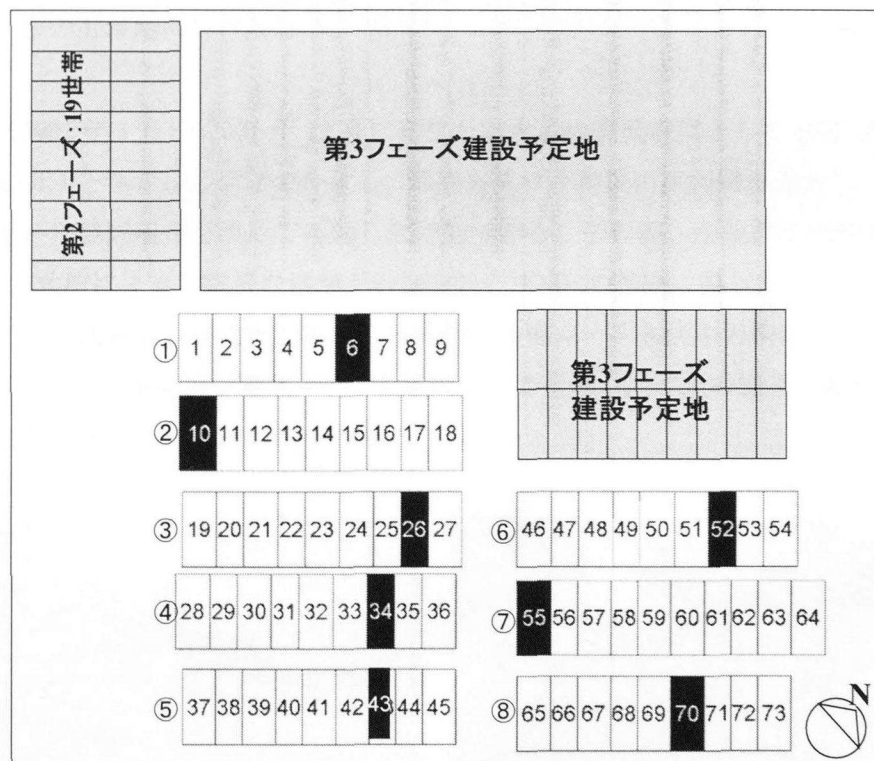 第2フェーズ:19世帯
第3フェーズ建設予定地
① 1 2 3 4 5 6 7 8 9
② 10 11 12 13 14 15 16 17 18
第3フェーズ
建設予定地
③ 19 20 21 22 23 24 25 26 27
④ 28 29 30 31 32 33 34 35 36
⑤ 37 38 39 40 41 42 43 44 45
⑥ 46 47 48 49 50 51 52 53 54
⑦ 55 56 57 58 59 60 61 62 63 64
⑧ 65 66 67 68 69 70 71 72 73
N